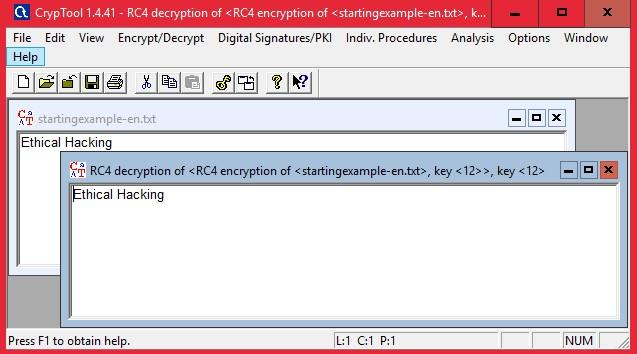 CrypTool 1.4.41 - RC4 decryption of <RC4 encryption of <startingexample-en.txt>, k...
File Edit View Encrypt/Decrypt Digital Signatures/PKI Indiv. Procedures Analysis Options Window
Help
startingexample-en.txt
Ethical Hacking
RC4 decryption of <RC4 encryption of <startingexample-en.txt>, key <12>>, key <12>
Ethical Hacking
Press F1 to obtain help. L:1 C:1 P:1 NUM